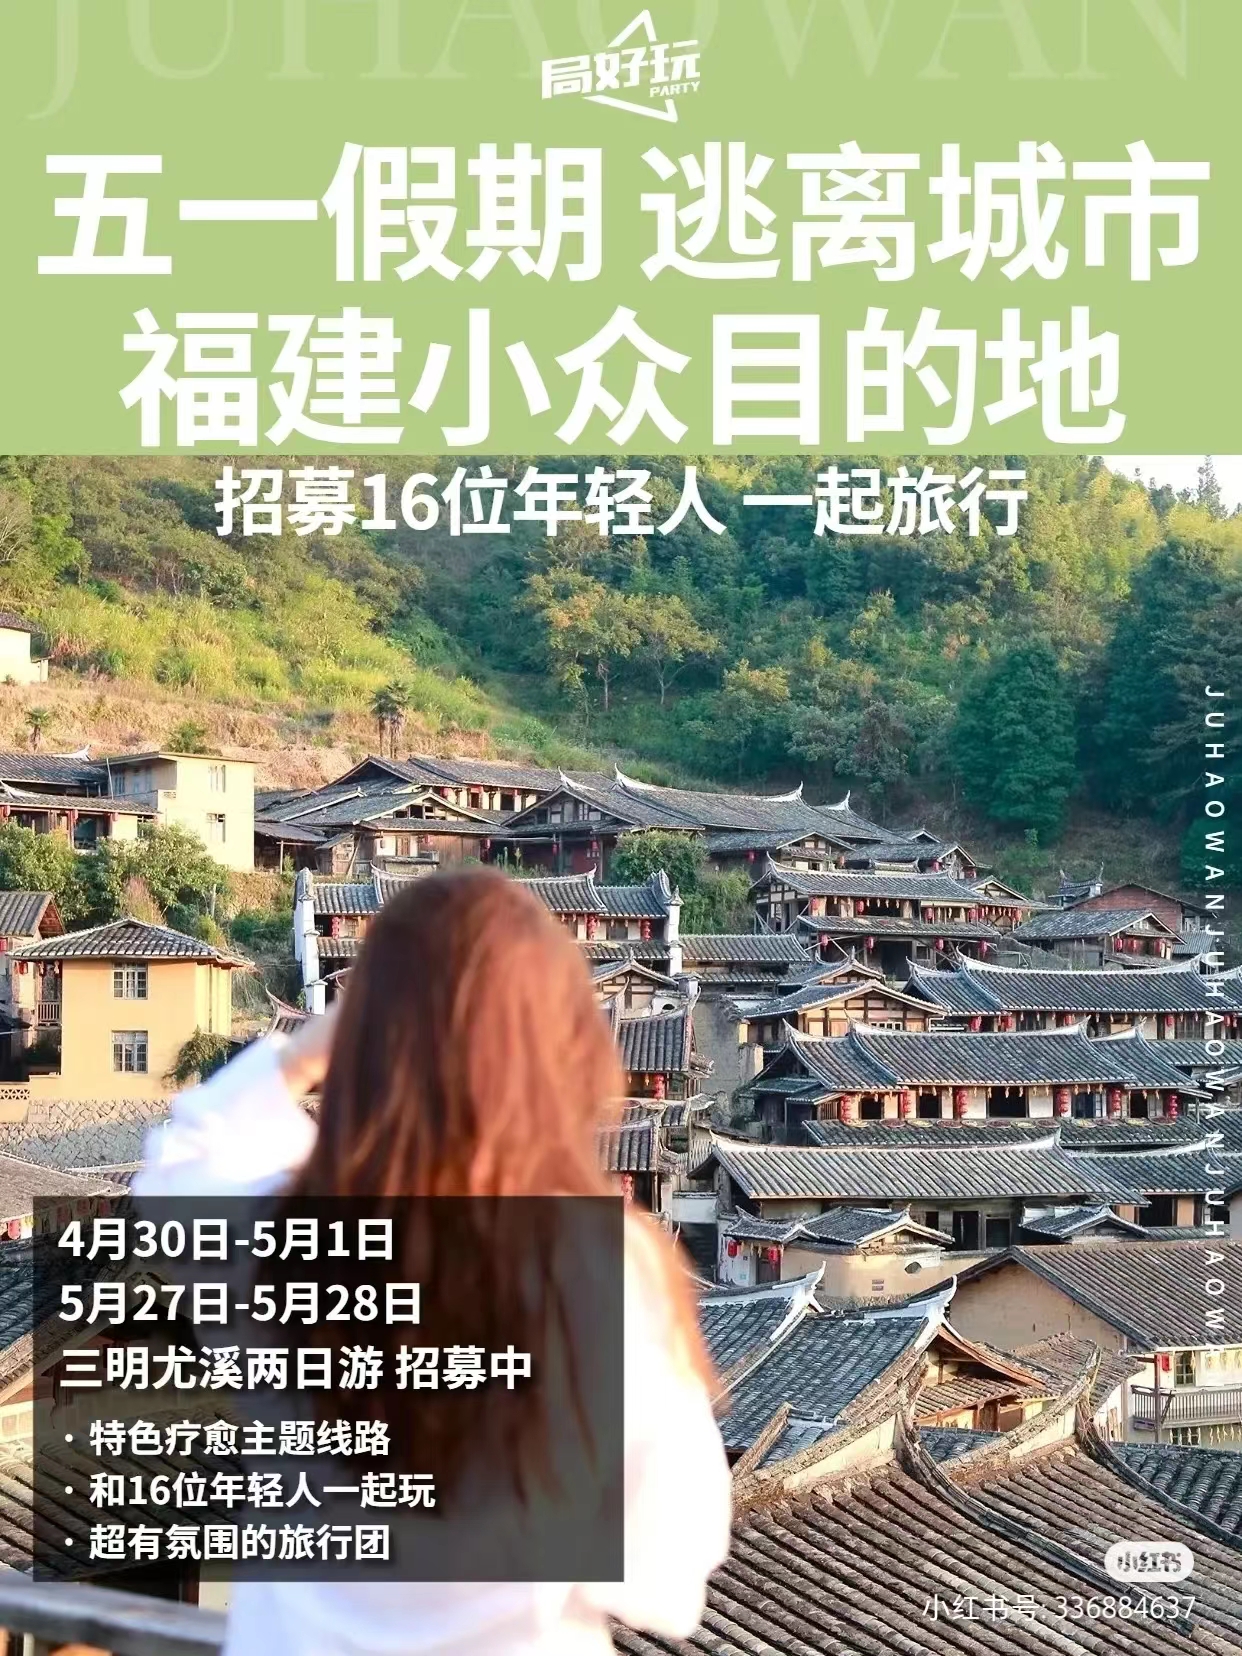 JUHAOWAN
局好玩
PARTY
五一假期 逃离城市
福建小众目的地
招募16位年轻人 一起旅行
JUHAOWANJUHAOWANJUHAOW
4月30日-5月1日
5月27日-5月28日
三明尤溪两日游 招募中
· 特色疗愈主题线路
· 和16位年轻人一起玩
· 超有氛围的旅行团
小红书
小红书号: 336884637